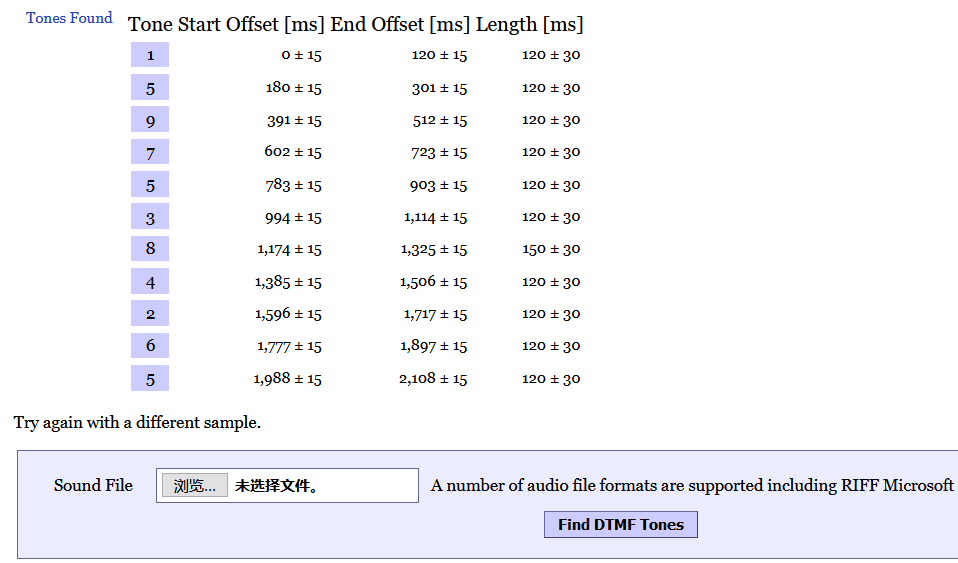 Tones Found
Tone Start Offset [ms] End Offset [ms] Length [ms]
1 0 ± 15 120 ± 15 120 ± 30
5 180 ± 15 301 ± 15 120 ± 30
9 391 ± 15 512 ± 15 120 ± 30
7 602 ± 15 723 ± 15 120 ± 30
5 783 ± 15 903 ± 15 120 ± 30
3 994 ± 15 1,114 ± 15 120 ± 30
8 1,174 ± 15 1,325 ± 15 150 ± 30
4 1,385 ± 15 1,506 ± 15 120 ± 30
2 1,596 ± 15 1,717 ± 15 120 ± 30
6 1,777 ± 15 1,897 ± 15 120 ± 30
5 1,988 ± 15 2,108 ± 15 120 ± 30
Try again with a different sample.
Sound File 浏览... 未选择文件。 A number of audio file formats are supported including RIFF Microsoft
Find DTMF Tones